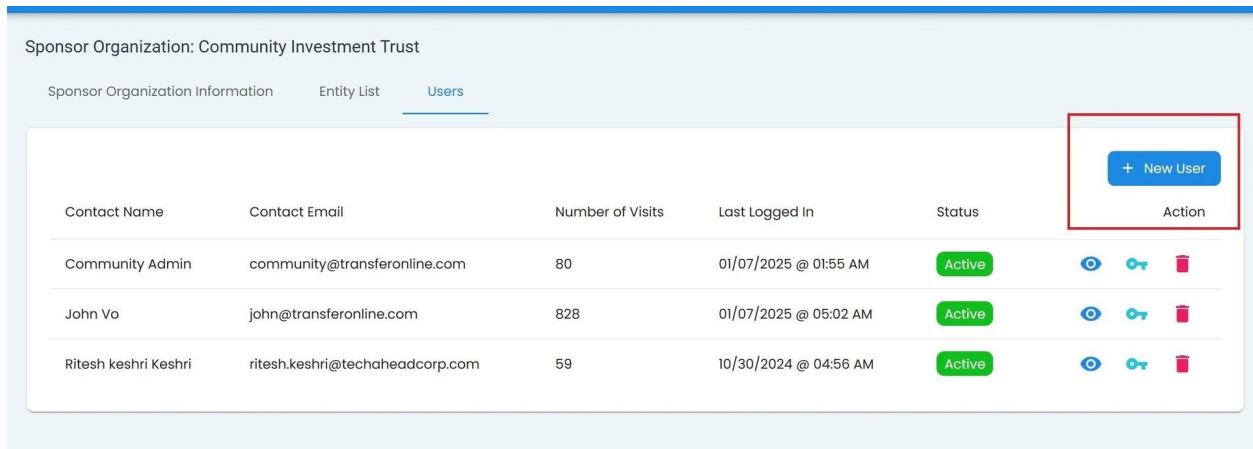 Sponsor Organization: Community Investment Trust
Sponsor Organization Information Entity List Users
+ New User
Contact Name Contact Email Number of Visits Last Logged In Status Action
Community Admin community@transferonline.com 80 01/07/2025 @ 01:55 AM Active
John Vo john@transferonline.com 828 01/07/2025 @ 05:02 AM Active
Ritesh keshri Keshri ritesh.keshri@techaheadcorp.com 59 10/30/2024 @ 04:56 AM Active